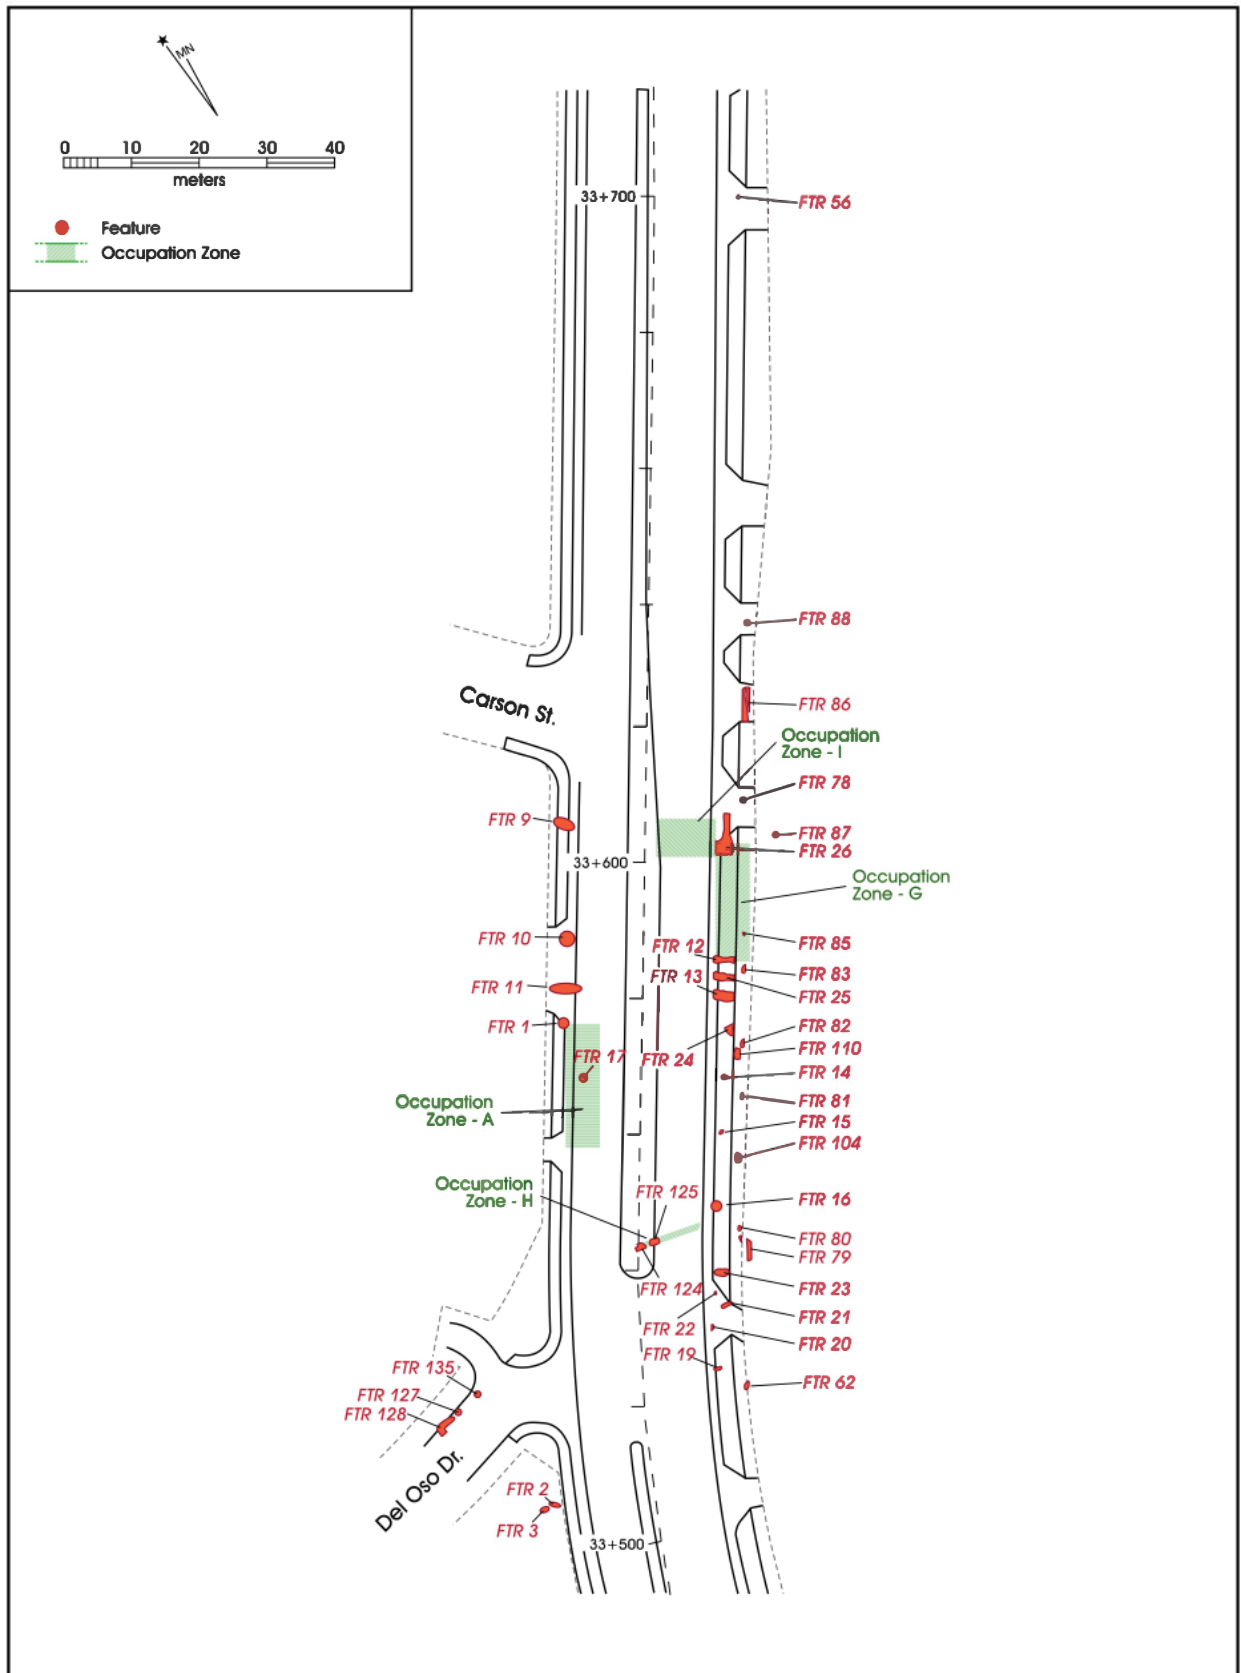 MN
0 10 20 30 40
meters
Feature
Occupation Zone
33+700
FTR 56
FTR 88
Carson St.
FTR 86
Occupation
Zone - I
FTR 78
FTR 9
FTR 87
FTR 26
33+600
Occupation
Zone - G
FTR 10
FTR 12
FTR 85
FTR 11
FTR 13
FTR 83
FTR 25
FTR 1
FTR 82
FTR 17
FTR 24
FTR 110
FTR 14
Occupation
Zone - A
FTR 81
FTR 15
FTR 104
Occupation
Zone - H
FTR 125
FTR 16
FTR 80
FTR 79
FTR 124
FTR 23
FTR 22
FTR 21
FTR 20
FTR 19
FTR 135
FTR 127
FTR 128
FTR 62
Del Oso Dr.
FTR 2
FTR 3
33+500